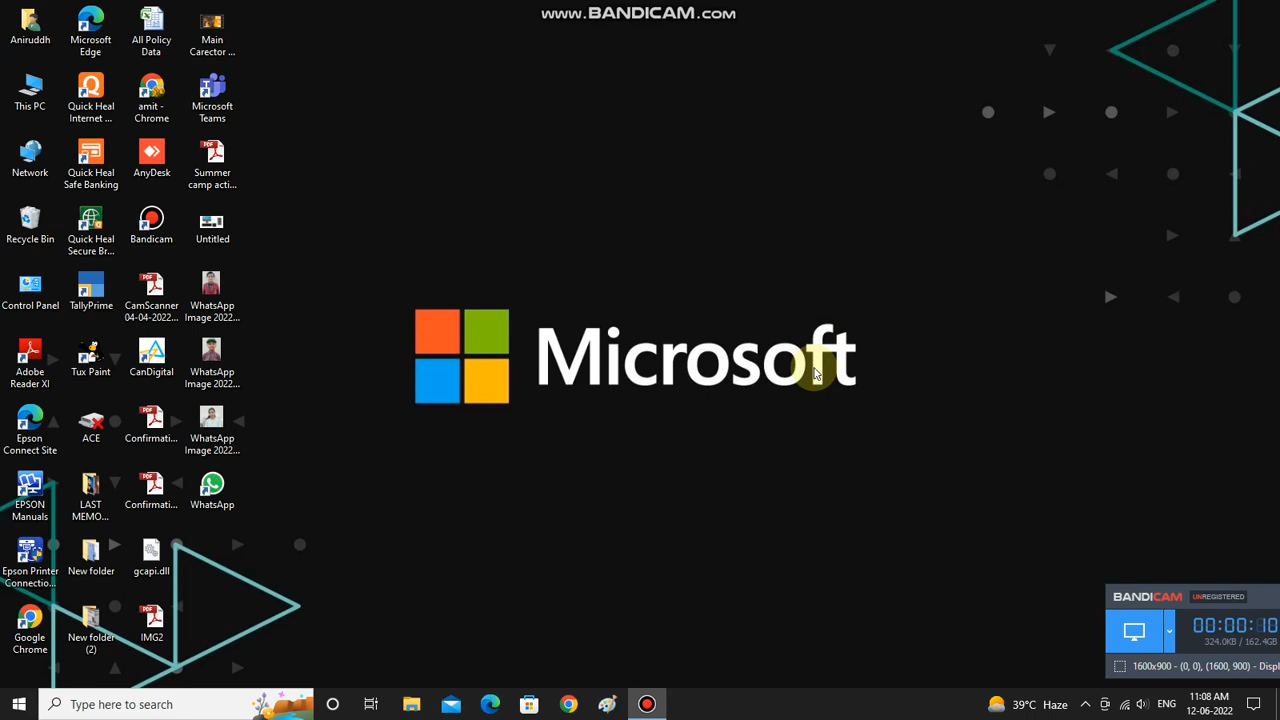 www.BANDICAM.com
Aniruddh
Microsoft
Edge
All Policy
Data
Main
Carector ...
This PC
Quick Heal
Internet ...
amit -
Chrome
Microsoft
Teams
Network
Quick Heal
Safe Banking
AnyDesk
Summer
camp acti...
Recycle Bin
Quick Heal
Secure Br...
Bandicam
Untitled
Control Panel
TallyPrime
CamScanner
04-04-2022...
WhatsApp
Image 2022...
Microsoft
Adobe
Reader XI
Tux Paint
CanDigital
WhatsApp
Image 2022...
Epson
Connect Site
ACE
Confirmati...
WhatsApp
Image 2022...
EPSON
Manuals
LAST
MEMO...
Confirmati...
WhatsApp
Epson Printer
Connectio...
New folder
gcapi.dll
Google
Chrome
New folder
(2)
IMG2
BANDICAM UNREGISTERED
00:00:10
324.0KB / 162.4GB
1600x900 - (0, 0), (1600, 900) - Displ
Type here to search
39°C Haze
ENG
11:08 AM
12-06-2022